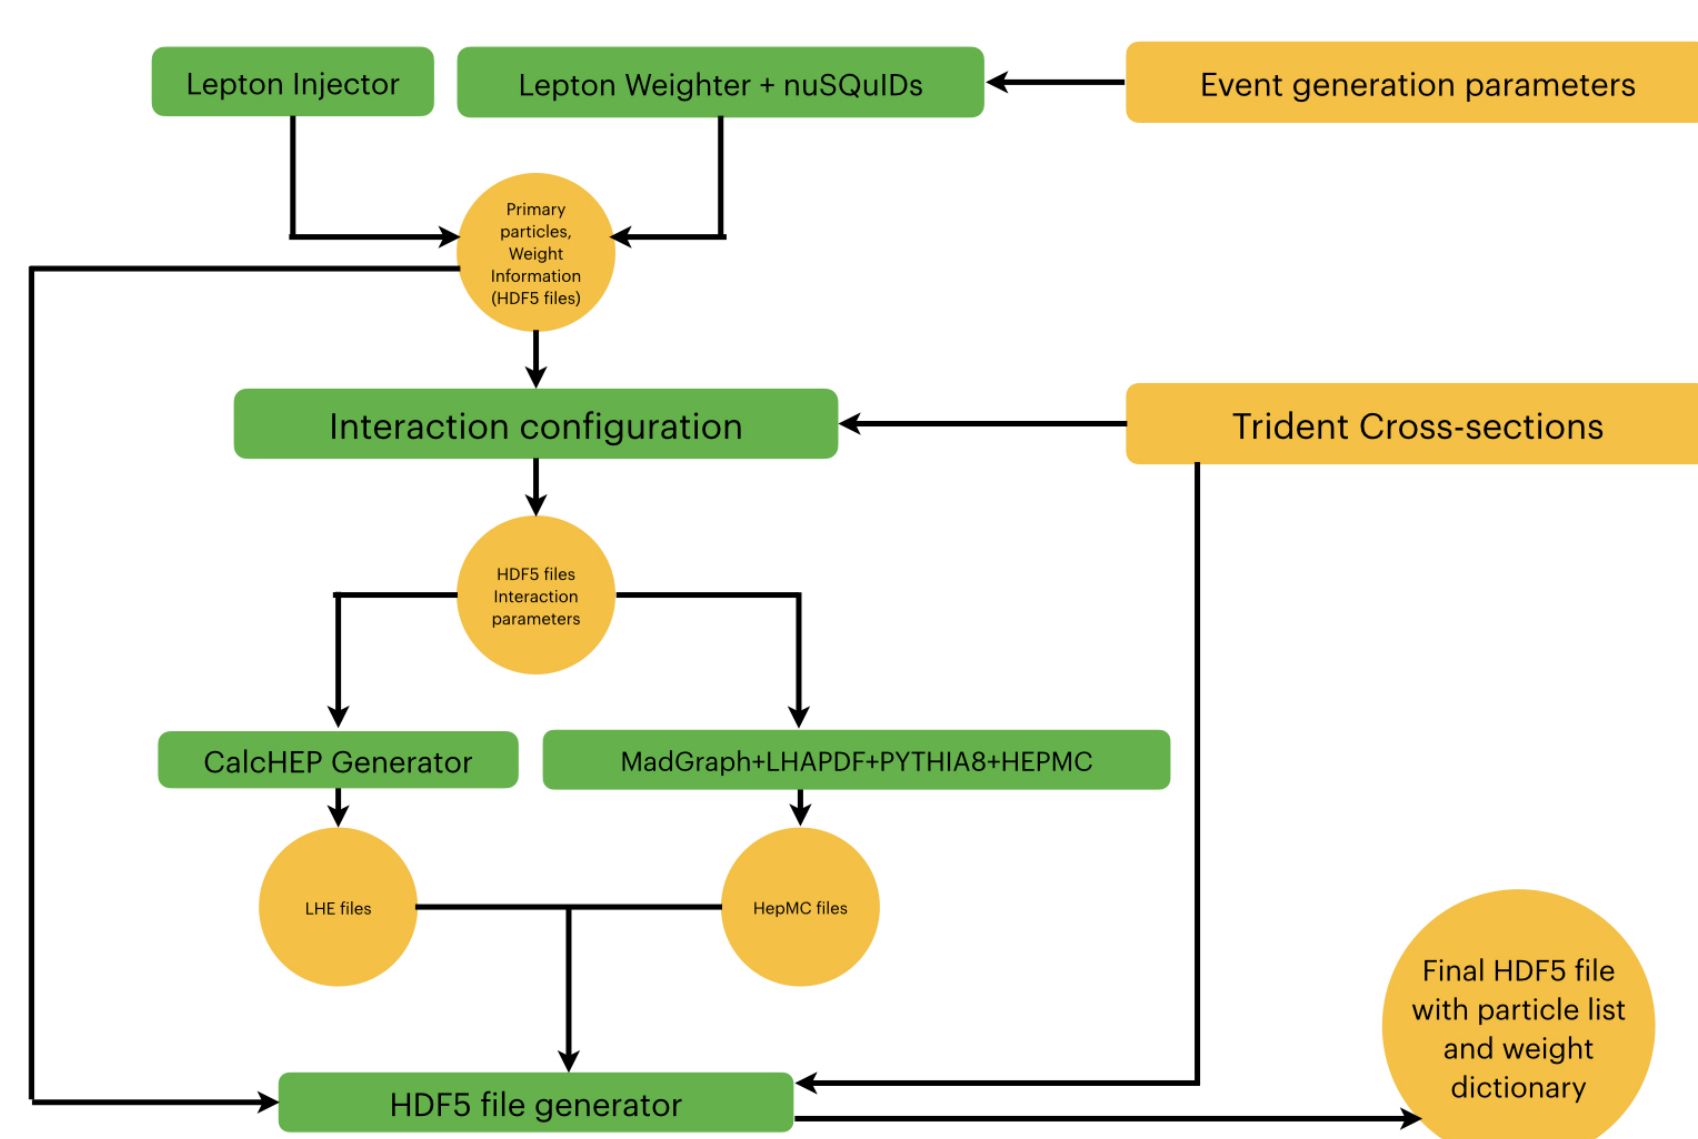 Lepton Injector
Lepton Weighter + nuSQuIDs
Event generation parameters
Primary
particles,
Weight
Information
(HDF5 files)
Interaction configuration
Trident Cross-sections
HDF5 files
Interaction
parameters
CalcHEP Generator
MadGraph+LHAPDF+PYTHIA8+HEPMC
LHE files
HepMC files
Final HDF5 file
with particle list
and weight
dictionary
HDF5 file generator